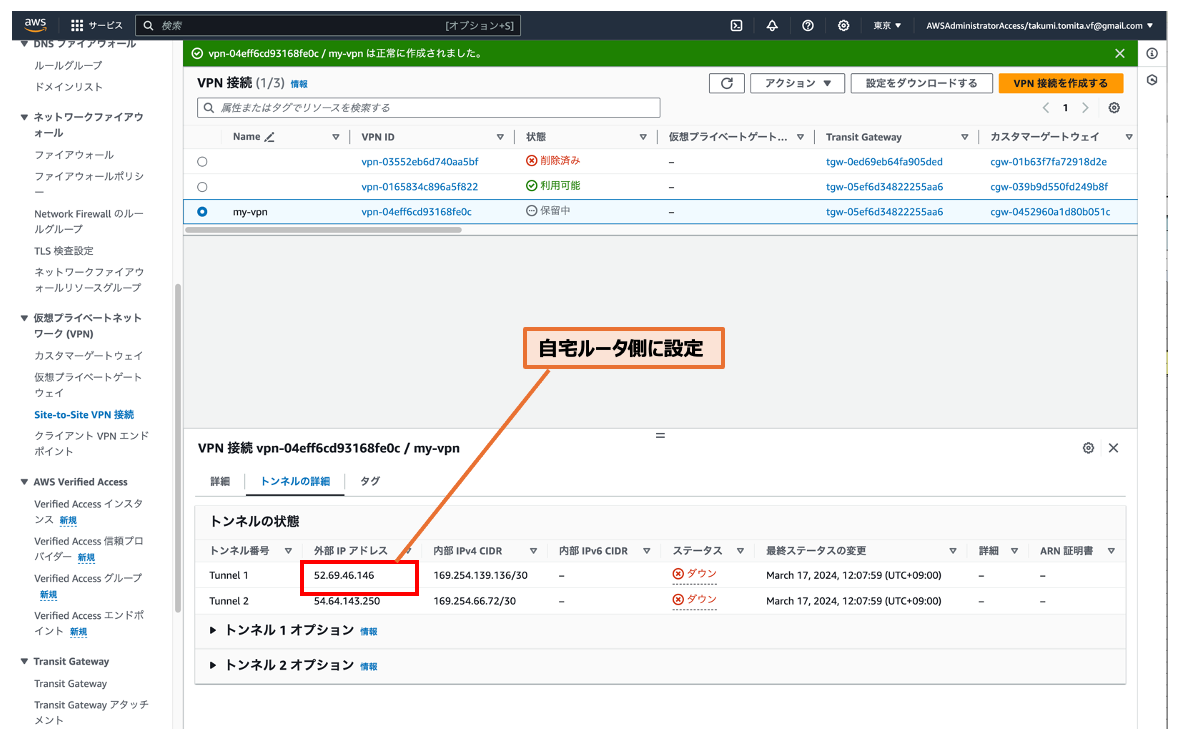 aws
サービス
検索
[オプション+S]
東京 ▼
AWSAdministratorAccess/takumi.tomita.vf@gmail.com ▼
▼ DNS ファイアウォール
ルールグループ
ドメインリスト
▼ ネットワークファイアウ
ォール
ファイアウォール
ファイアウォールポリシ
ー
Network Firewall のルー
ルグループ
TLS 検査設定
ネットワークファイアウ
ォールリソースグループ
▼ 仮想プライベートネット
ワーク (VPN)
カスタマーゲートウェイ
仮想プライベートゲート
ウェイ
Site-to-Site VPN 接続
クライアント VPN エンド
ポイント
▼ AWS Verified Access
Verified Access インスタ
ンス 新規
Verified Access 信頼プロ
バイダー 新規
Verified Access グループ
新規
Verified Access エンドポ
イント 新規
▼ Transit Gateway
Transit Gateway
Transit Gateway アタッチ
メント
vpn-04eff6cd93168fe0c / my-vpn は正常に作成されました。
VPN 接続 (1/3) 情報
アクション ▼
設定をダウンロードする
VPN 接続を作成する
属性またはタグでリソースを検索する
1
Name
VPN ID
状態
仮想プライベートゲート...
Transit Gateway
カスタマーゲートウェイ
vpn-03552eb6d740aa5bf 削除済み – tgw-0ed69eb64fa905ded cgw-01b63f7fa72918d2e
vpn-0165834c896a5f822 利用可能 – tgw-05ef6d34822255aa6 cgw-039b9d550fd249b8f
my-vpn vpn-04eff6cd93168fe0c 保留中 – tgw-05ef6d34822255aa6 cgw-0452960a1d80b051c
自宅ルータ側に設定
VPN 接続 vpn-04eff6cd93168fe0c / my-vpn
詳細
トンネルの詳細
タグ
トンネルの状態
トンネル番号
外部 IP アドレス
内部 IPv4 CIDR
内部 IPv6 CIDR
ステータス
最終ステータスの変更
詳細
ARN 証明書
Tunnel 1 52.69.46.146 169.254.139.136/30 – ダウン March 17, 2024, 12:07:59 (UTC+09:00) – –
Tunnel 2 54.64.143.250 169.254.66.72/30 – ダウン March 17, 2024, 12:07:59 (UTC+09:00) – –
▶ トンネル 1 オプション 情報
▶ トンネル 2 オプション 情報